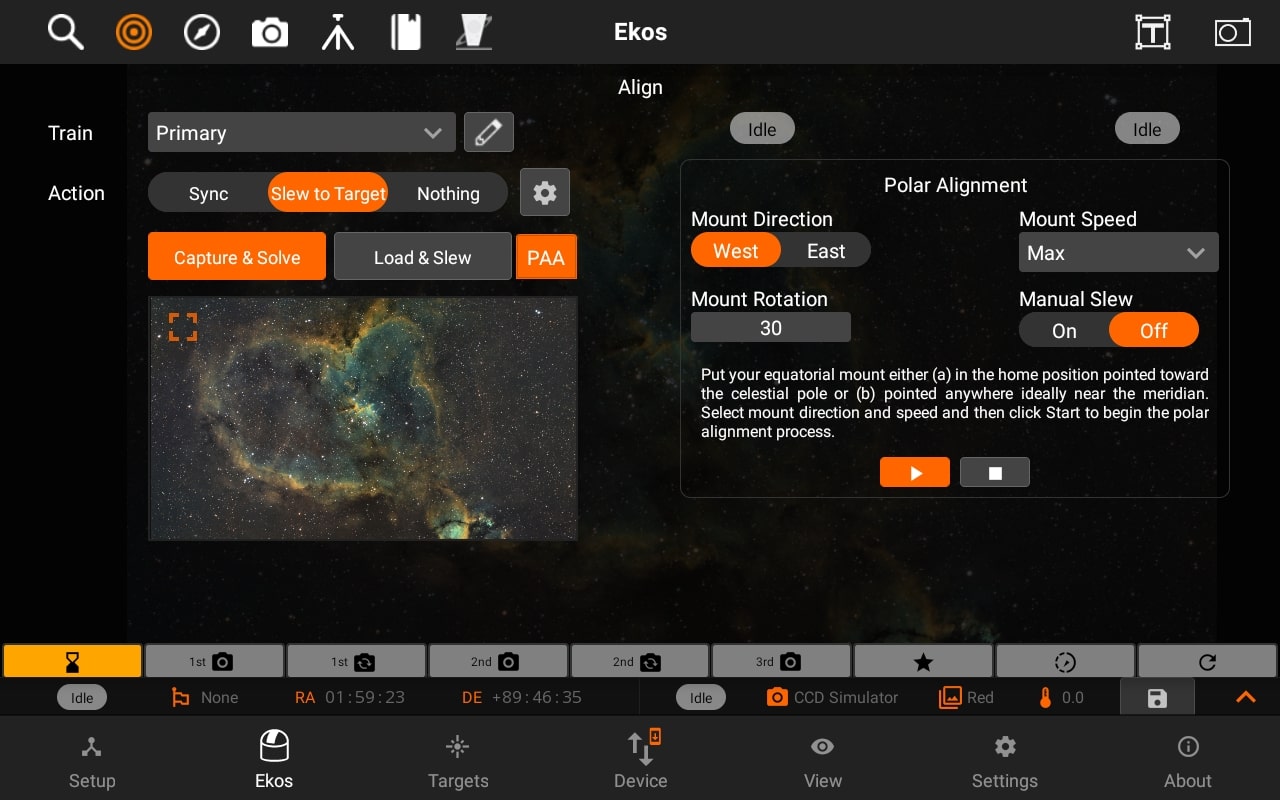 Ekos
T
Align
Train
Primary
Idle
Idle
Action
Sync
Slew to Target
Nothing
Capture & Solve
Load & Slew
PAA
Polar Alignment
Mount Direction
Mount Speed
West
East
Max
Mount Rotation
Manual Slew
30
On
Off
Put your equatorial mount either (a) in the home position pointed toward
the celestial pole or (b) pointed anywhere ideally near the meridian.
Select mount direction and speed and then click Start to begin the polar
alignment process.
1st
1st
2nd
2nd
3rd
Idle
None
RA 01:59:23
DE +89:46:35
Idle
CCD Simulator
Red
0.0
Setup
Ekos
Targets
Device
View
Settings
About